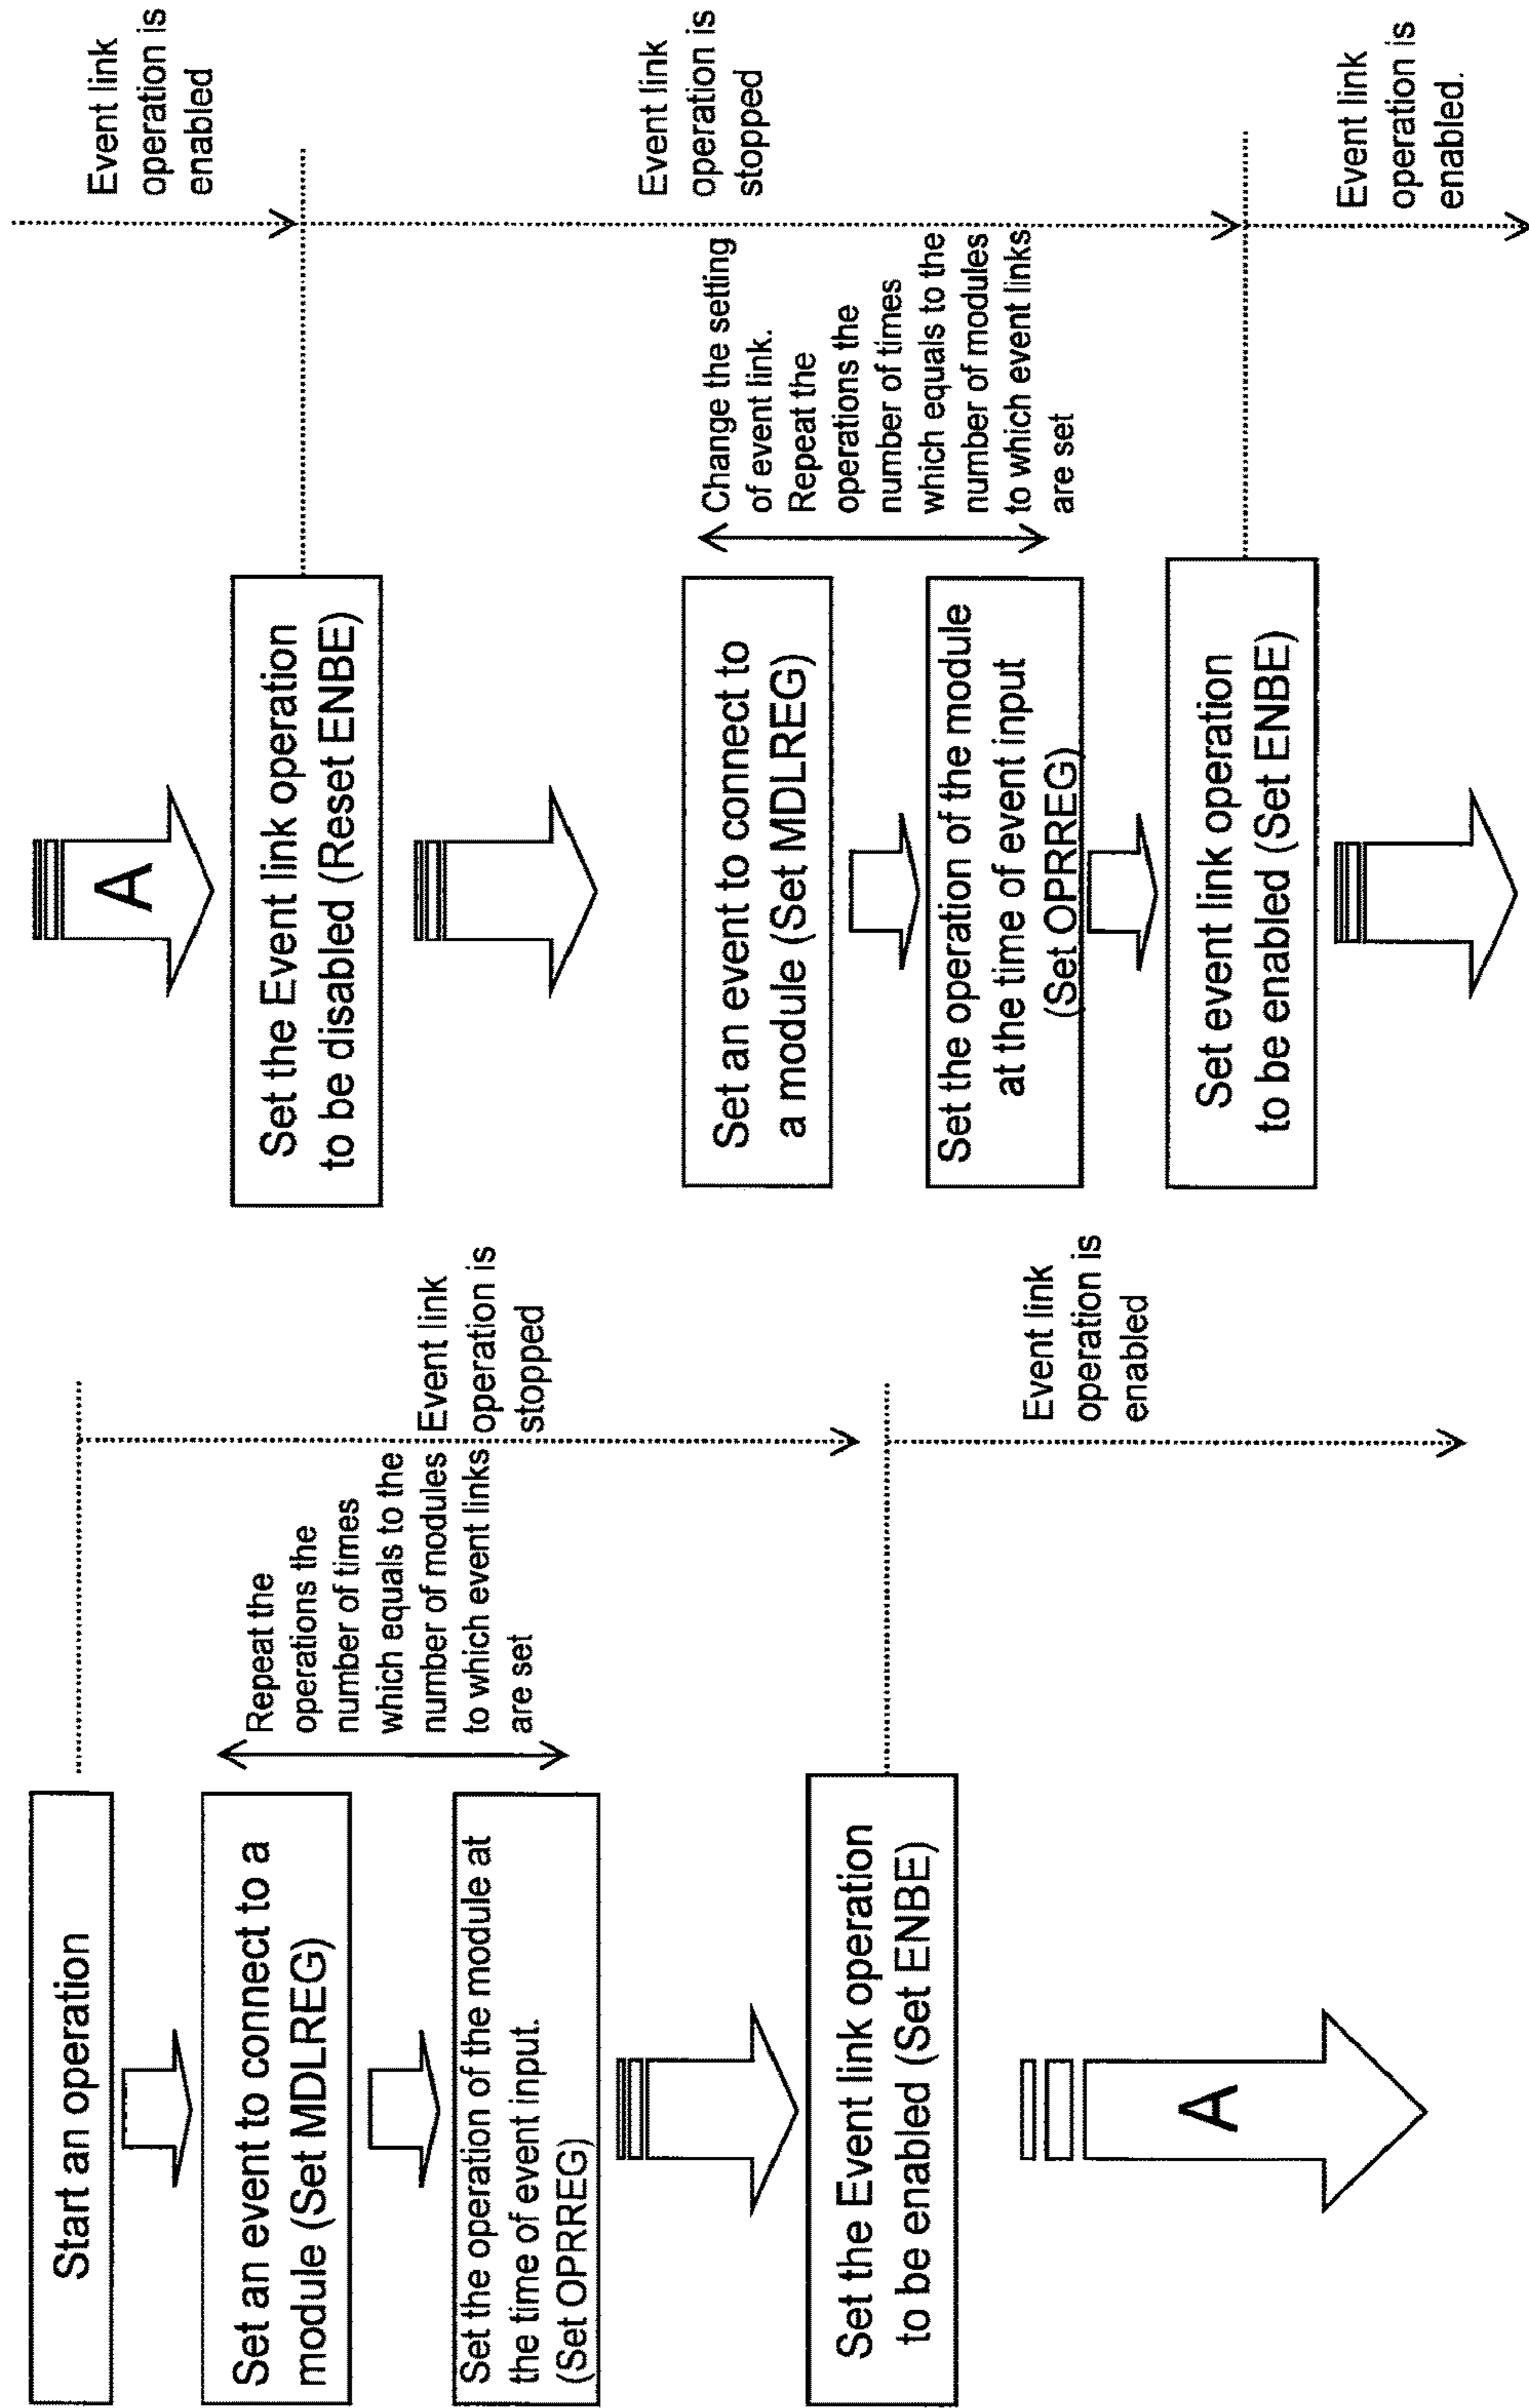 Start an operation
Set an event to connect to a
module (Set MDLREG)
Set the operation of the module at
the time of event input.
(Set OPRREG)
Repeat the
operations the
number of times
which equals to the
number of modules
to which event links
are set
Event link
operation is
stopped
Set the Event link operation
to be enabled (Set ENBE)
Event link
operation is
enabled
A
A
Event link
operation is
enabled
Set the Event link operation
to be disabled (Reset ENBE)
Event link
operation is
stopped
Set an event to connect to
a module (Set MDLREG)
Set the operation of the module
at the time of event input
(Set OPRREG)
Change the setting
of event link.
Repeat the
operations the
number of times
which equals to the
number of modules
to which event links
are set
Set event link operation
to be enabled (Set ENBE)
Event link
operation is
enabled.